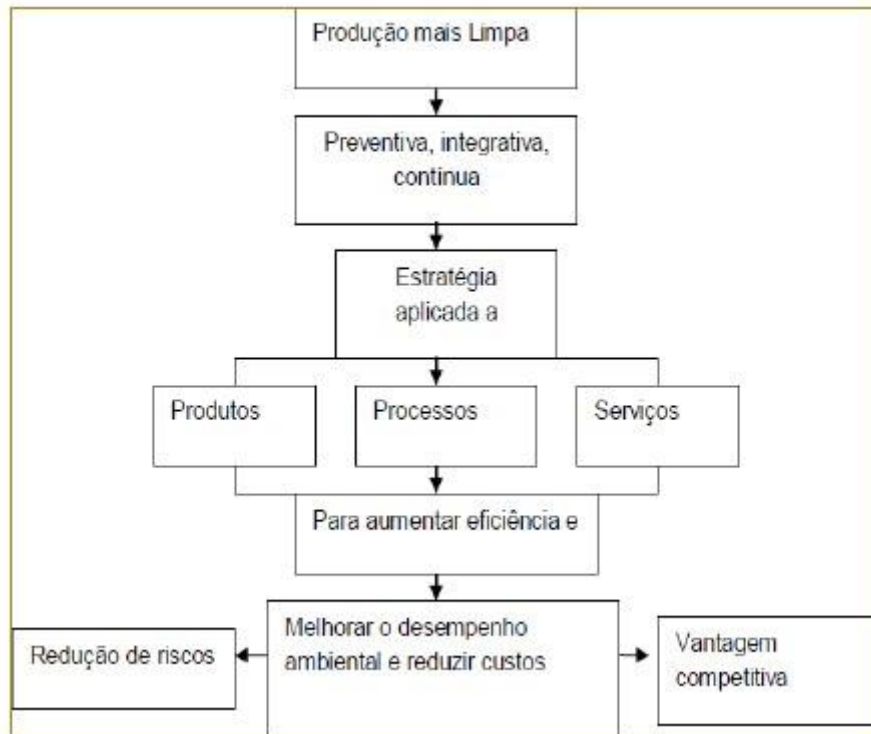 Produção mais Limpa
Preventiva, integrativa,
continua
Estratégia
aplicada a
Produtos
Processos
Serviços
Para aumentar eficiência e
Melhorar o desempenho
ambiental e reduzir custos
Redução de riscos
Vantagem
competitiva